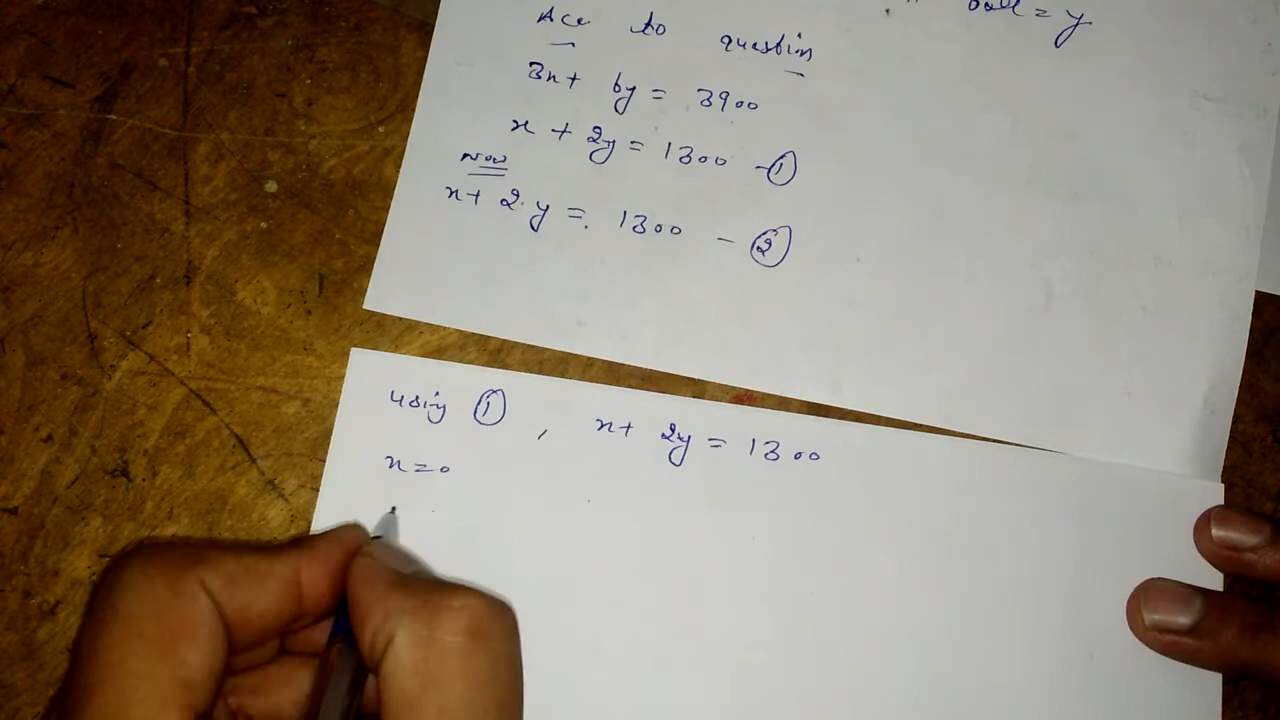 ball = y
Acc to question
3x + 6y = 3900
x + 2y = 1300 - ①
Now
x + 2y = 1300 - ②
using ① , x + 2y = 1300
x = 0